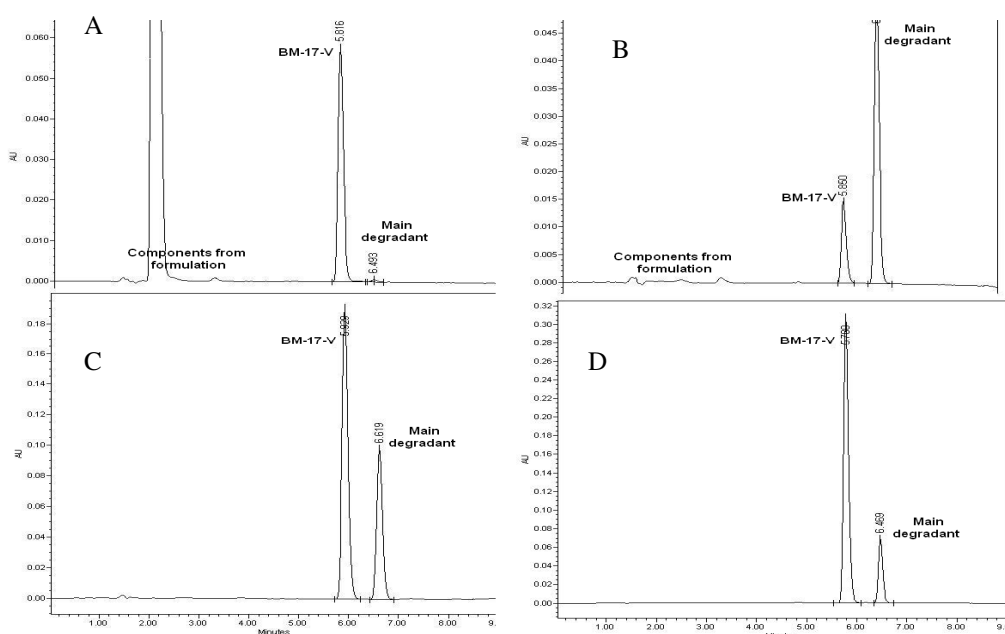 A
0.060
0.050
0.040
0.030
0.020
0.010
0.000
AU
BM-17-V
5.816
Main
degradant
6.493
Components from
formulation
B
0.045
0.040
0.035
0.030
0.025
0.020
0.015
0.010
0.005
0.000
AU
Main
degradant
BM-17-V
5.850
Components from
formulation
C
0.18
0.16
0.14
0.12
0.10
0.08
0.06
0.04
0.02
0.00
AU
BM-17-V
5.929
Main
degradant
6.619
1.00 2.00 3.00 4.00 5.00 6.00 7.00 8.00 9.
Minutes
D
0.32
0.30
0.28
0.26
0.24
0.22
0.20
0.18
0.16
0.14
0.12
0.10
0.08
0.06
0.04
0.02
0.00
AU
BM-17-V
Main
degradant
6.469
1.00 2.00 3.00 4.00 5.00 6.00 7.00 8.00 9.0